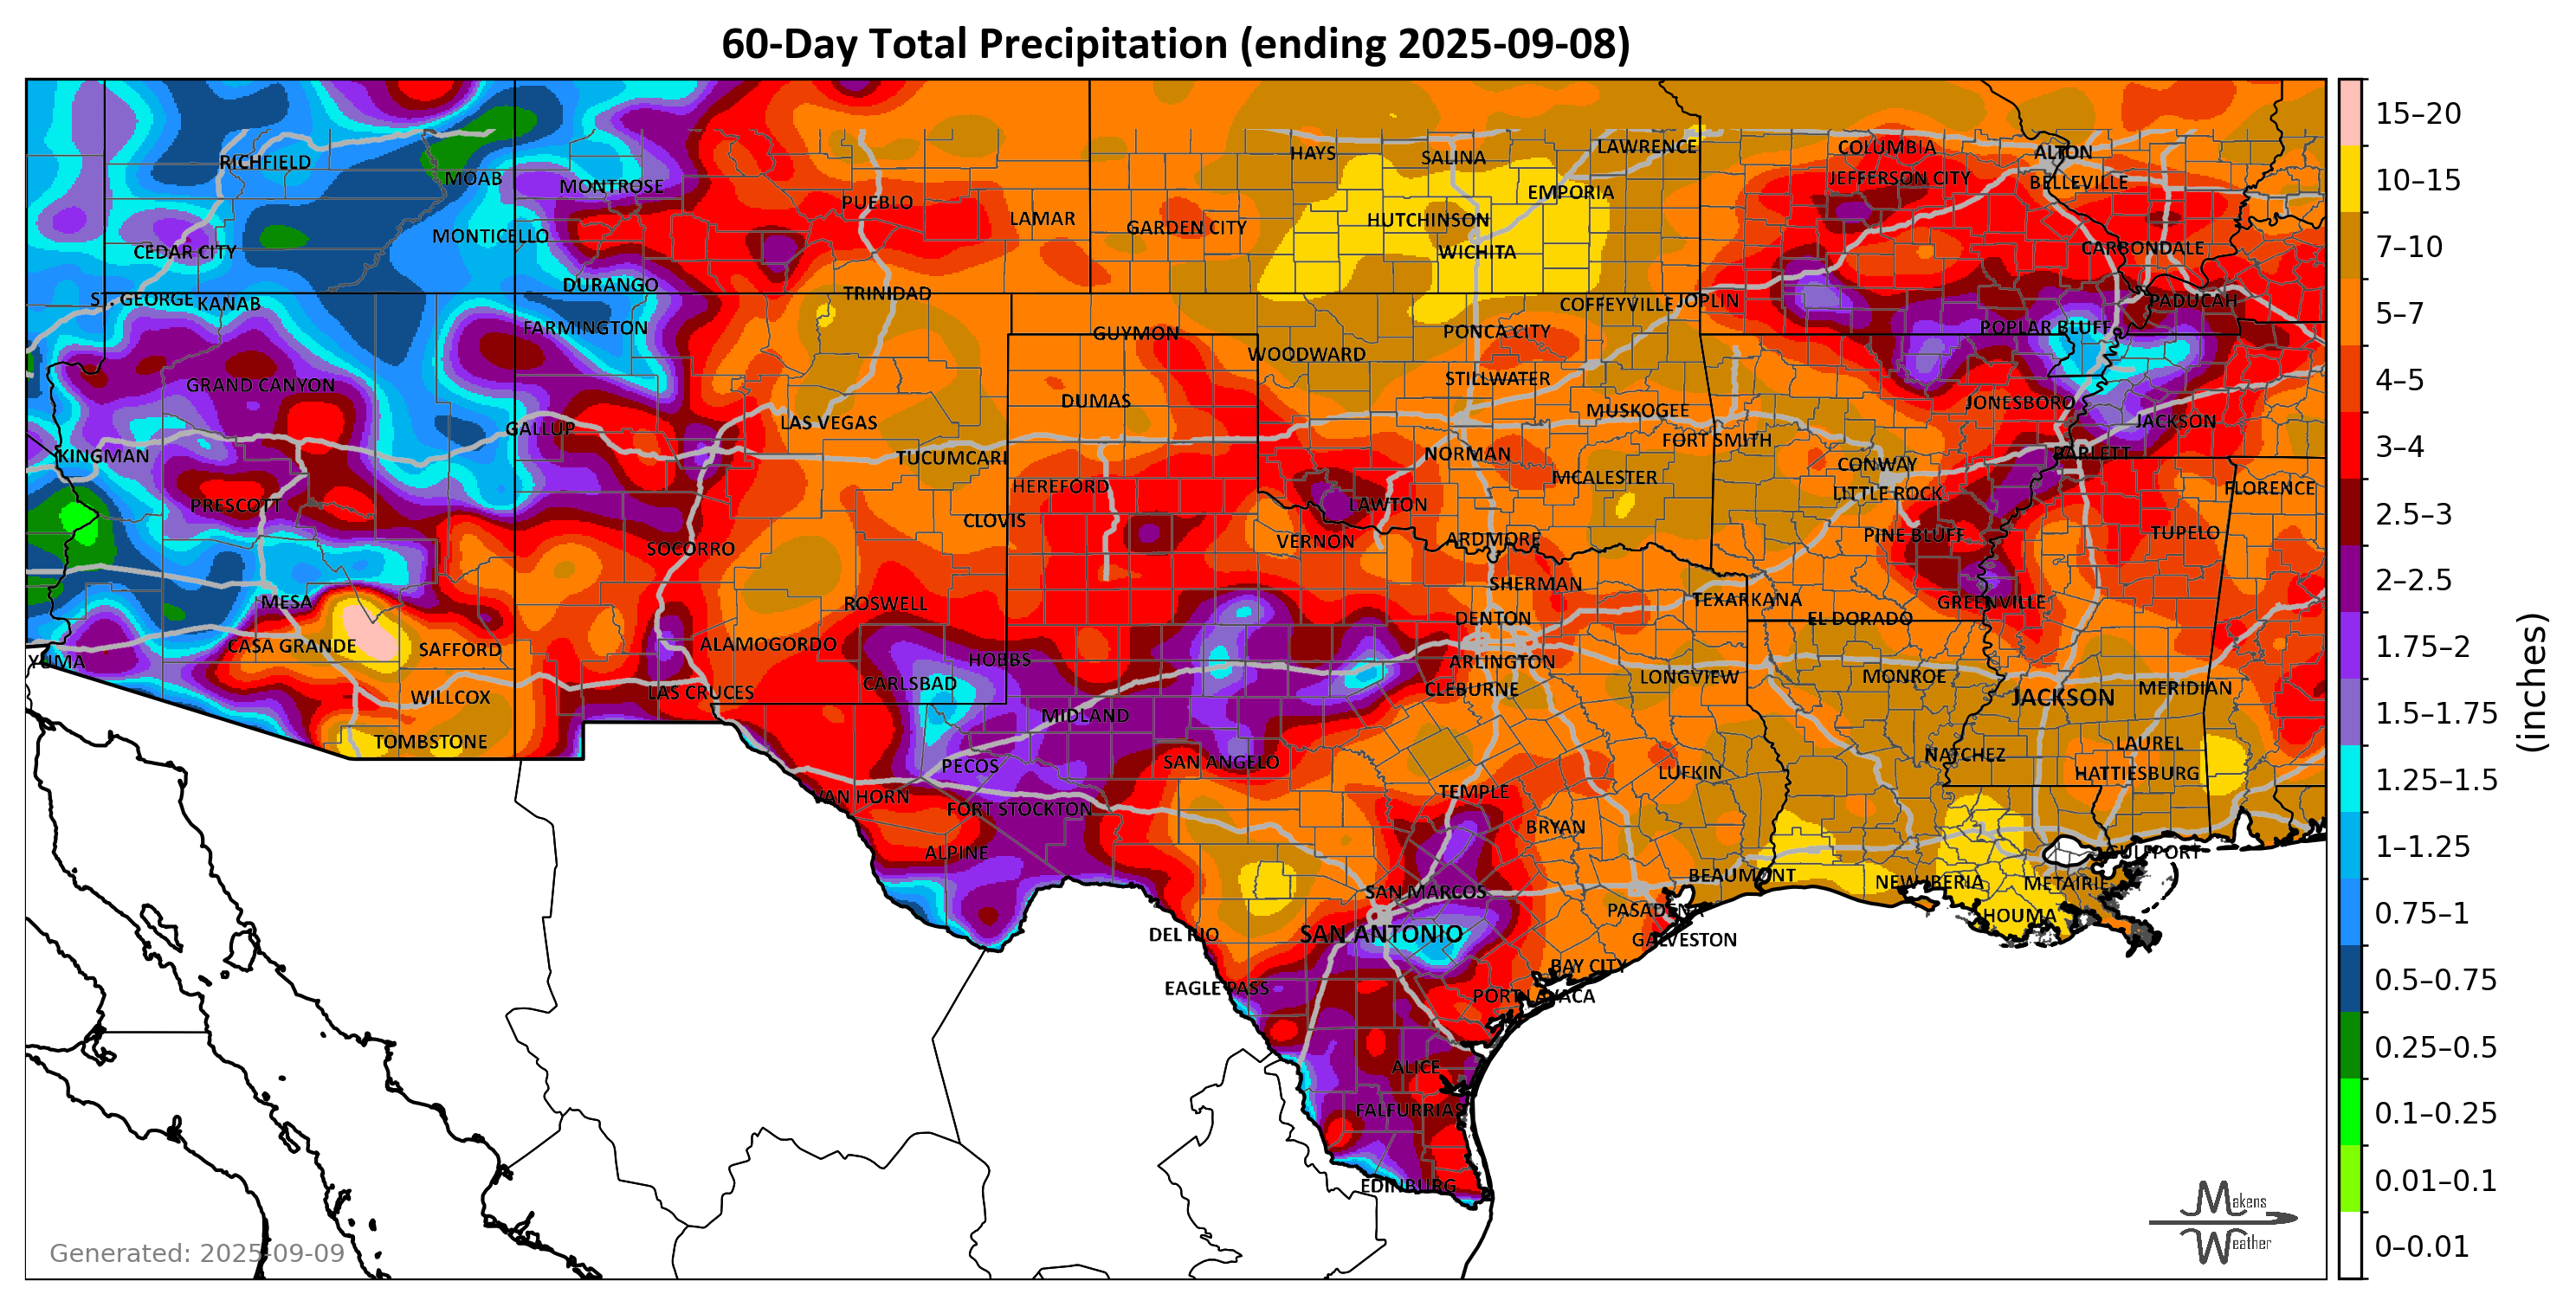 60-Day Total Precipitation (ending 2025-09-08)
15–20
10–15
7–10
5–7
4–5
3–4
2.5–3
2–2.5
1.75–2
1.5–1.75
1.25–1.5
1–1.25
0.75–1
0.5–0.75
0.25–0.5
0.1–0.25
0.01–0.1
0–0.01
(inches)
RICHFIELD
MOAB
MONTROSE
PUEBLO
LAMAR
GARDEN CITY
HAYS
SALINA
LAWRENCE
EMPORIA
HUTCHINSON
WICHITA
COLUMBIA
JEFFERSON CITY
ALTON
BELLEVILLE
CARBONDALE
CEDAR CITY
MONTICELLO
ST. GEORGE
KANAB
DURANGO
TRINIDAD
COFFEYVILLE
JOPLIN
PADUCAH
FARMINGTON
GUYMON
PONCA CITY
POPLAR BLUFF
WOODWARD
GRAND CANYON
STILLWATER
DUMAS
MUSKOGEE
JONESBORO
JACKSON
GALLUP
LAS VEGAS
FORT SMITH
KINGMAN
TUCUMCARI
NORMAN
BARLETT
CONWAY
MCALESTER
HEREFORD
LITTLE ROCK
FLORENCE
PRESCOTT
LAWTON
CLOVIS
VERNON
ARDMORE
PINE BLUFF
TUPELO
SOCORRO
SHERMAN
MESA
ROSWELL
TEXARKANA
GREENVILLE
DENTON
EL DORADO
CASA GRANDE
SAFFORD
ALAMOGORDO
HOBBS
ARLINGTON
YUMA
CARLSBAD
CLEBURNE
LONGVIEW
MONROE
JACKSON
MERIDIAN
WILLCOX
LAS CRUCES
MIDLAND
TOMBSTONE
PECOS
SAN ANGELO
LUFKIN
NATCHEZ
LAUREL
HATTIESBURG
VAN HORN
FORT STOCKTON
TEMPLE
BRYAN
ALPINE
GULFPORT
SAN MARCOS
BEAUMONT
NEW IBERIA
METAIRIE
PASADENA
HOUMA
DEL RIO
SAN ANTONIO
GALVESTON
BAY CITY
EAGLE PASS
PORT LAVACA
ALICE
FALFURRIAS
EDINBURG
Generated: 2025-09-09
Makens
Weather